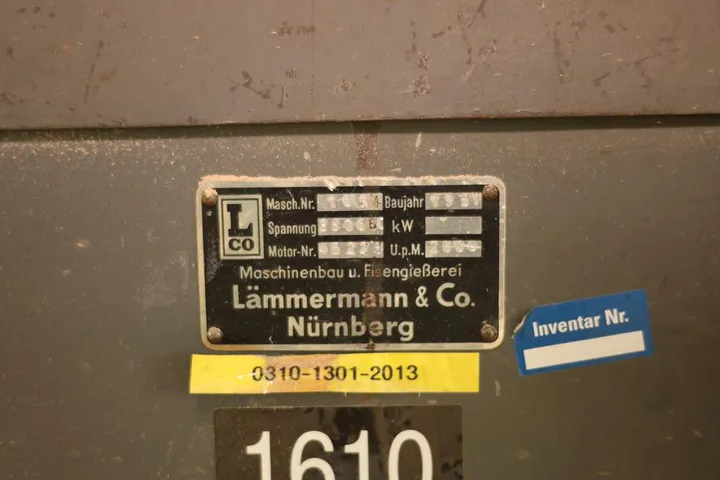 L
CO
Masch.Nr. Baujahr
Spannung kW
Motor-Nr. U.p.M.
Maschinenbau u. Eisengießerei
Lämmermann & Co.
Nürnberg
Inventar Nr.
0310-1301-2013
1610